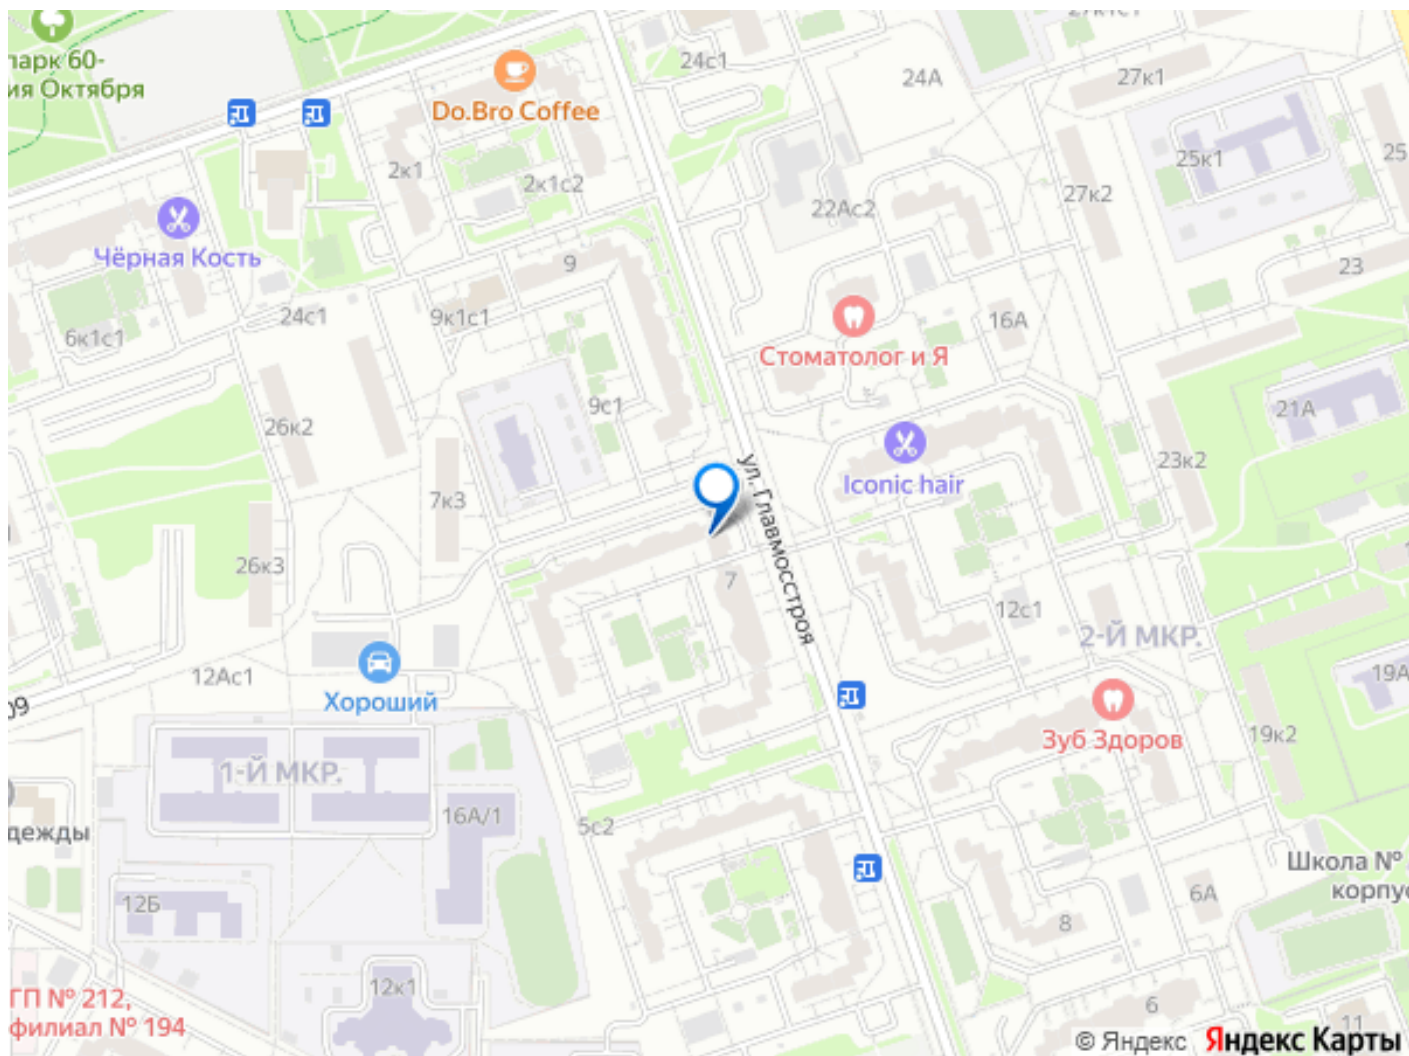 парк 60-
ия Октября
Do.Bro Coffee
24с1
24А
27к1
25к1
25
2к1
2к1с2
22Ас2
27к2
Чёрная Кость
9
23
24с1
9к1с1
6к1с1
16А
Стоматолог и Я
9с1
21А
26к2
23к2
Iconic hair
7к3
ул. Главмосстроя
26к3
7
12с1
2-Й МКР.
12Ас1
19А
Хороший
09
Зуб Здоров
19к2
1-Й МКР.
16А/1
5с2
дежды
Школа №
корпус
12Б
6А
8
12к1
ГП № 212,
филиал № 194
6
11
© Яндекс
Яндекс Карты